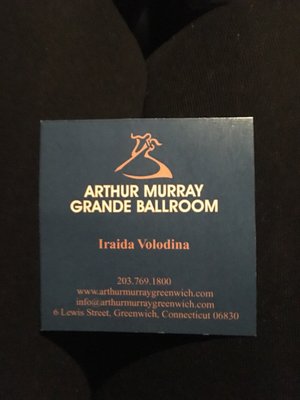 ARTHUR MURRAY
GRANDE BALLROOM
Iraida Volodina
203.769.1800
www.arthurmurraygreenwich.com
info@arthurmurraygreenwich.com
6 Lewis Street, Greenwich, Connecticut 06830